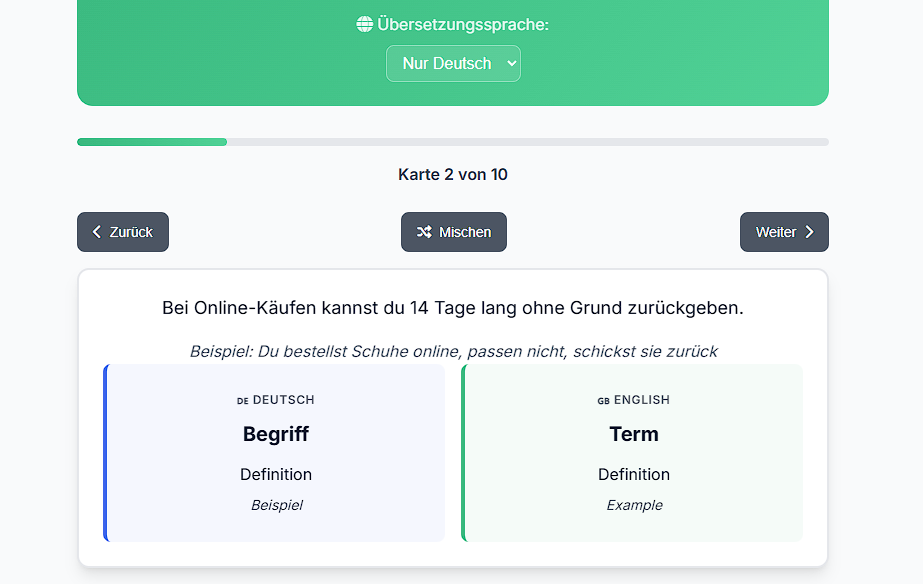 Übersetzungssprache:
Nur Deutsch
Karte 2 von 10
Zurück
Mischen
Weiter
Bei Online-Käufen kannst du 14 Tage lang ohne Grund zurückgeben.
Beispiel: Du bestellst Schuhe online, passen nicht, schickst sie zurück
DE DEUTSCH
Begriff
Definition
Beispiel
GB ENGLISH
Term
Definition
Example